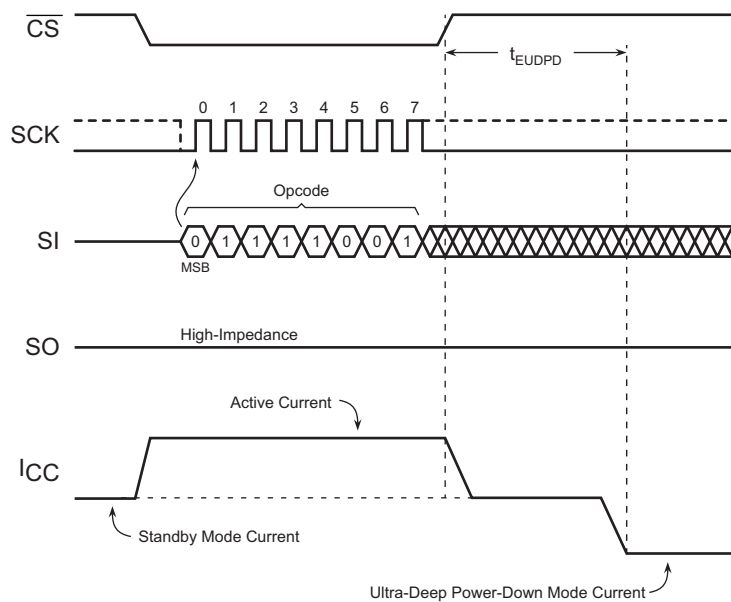 CS
tEUDPD
0 1 2 3 4 5 6 7
SCK
Opcode
SI
0 1 1 1 1 0 0 1
MSB
High-Impedance
SO
Active Current
ICC
Standby Mode Current
Ultra-Deep Power-Down Mode Current